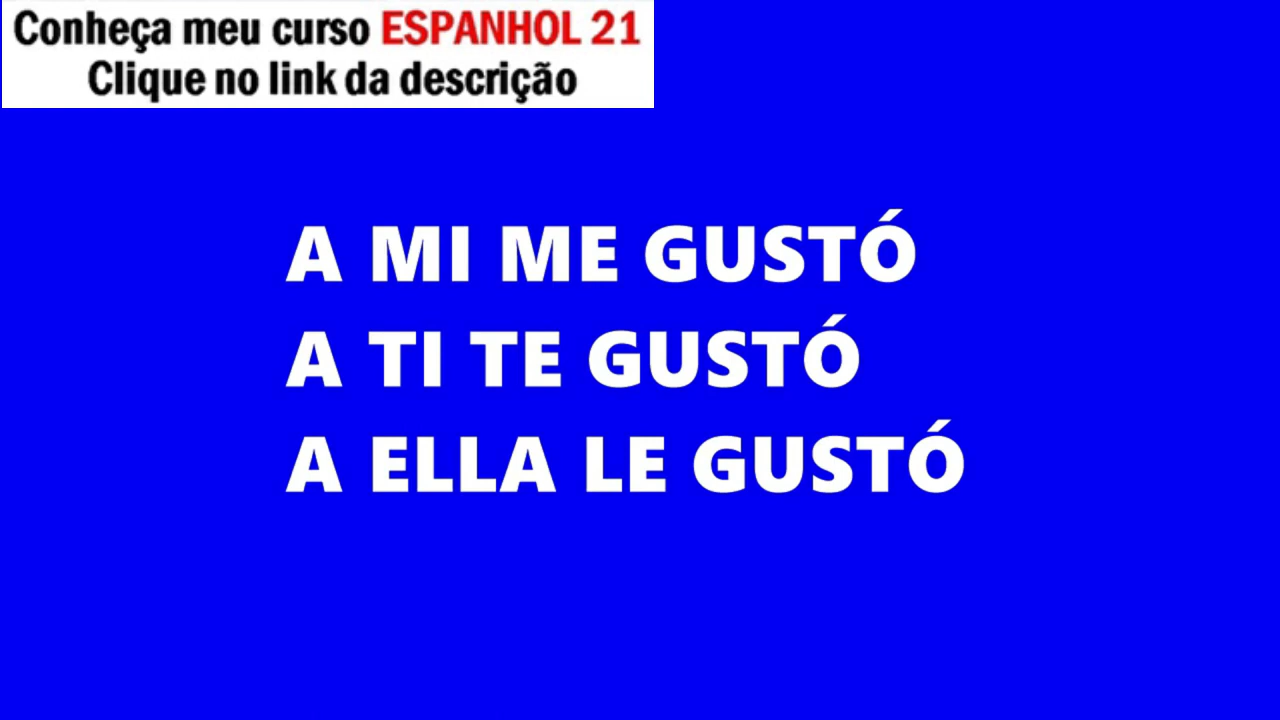 Conheça meu curso ESPANHOL 21
Clique no link da descrição
A MI ME GUSTÓ
A TI TE GUSTÓ
A ELLA LE GUSTÓ